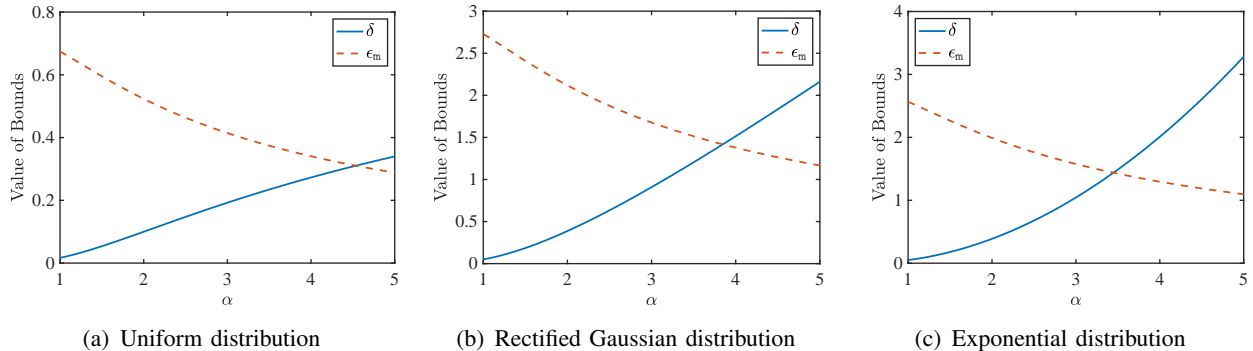 Value of Bounds
0.8
0.6
0.4
0.2
0
1 2 3 4 5
α
δ
ϵm
(a) Uniform distribution
Value of Bounds
3
2.5
2
1.5
1
0.5
0
1 2 3 4 5
α
δ
ϵm
(b) Rectified Gaussian distribution
Value of Bounds
4
3
2
1
0
1 2 3 4 5
α
δ
ϵm
(c) Exponential distribution